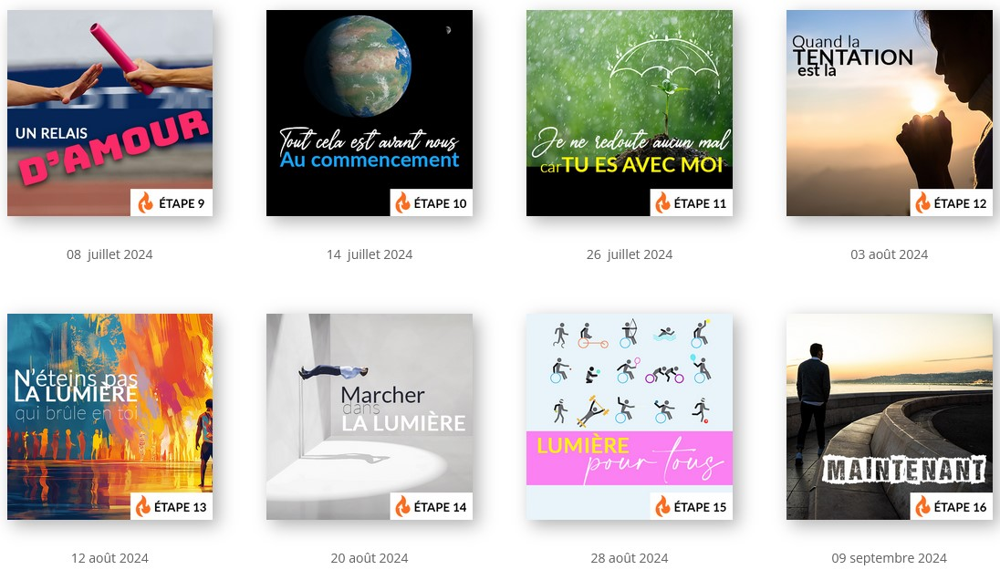 UN RELAIS
D'AMOUR
ÉTAPE 9
Tout cela est avant nous
Au commencement
ÉTAPE 10
Je ne redoute aucun mal
car TU ES AVEC MOI
ÉTAPE 11
Quand la
TENTATION
est là
ÉTAPE 12
08 juillet 2024
14 juillet 2024
26 juillet 2024
03 août 2024
N'éteins pas
LA LUMIÈRE
qui brûle en toi
ÉTAPE 13
Marcher
dans
LA LUMIÈRE
ÉTAPE 14
LUMIÈRE
pour tous
ÉTAPE 15
MAINTENANT
ÉTAPE 16
12 août 2024
20 août 2024
28 août 2024
09 septembre 2024